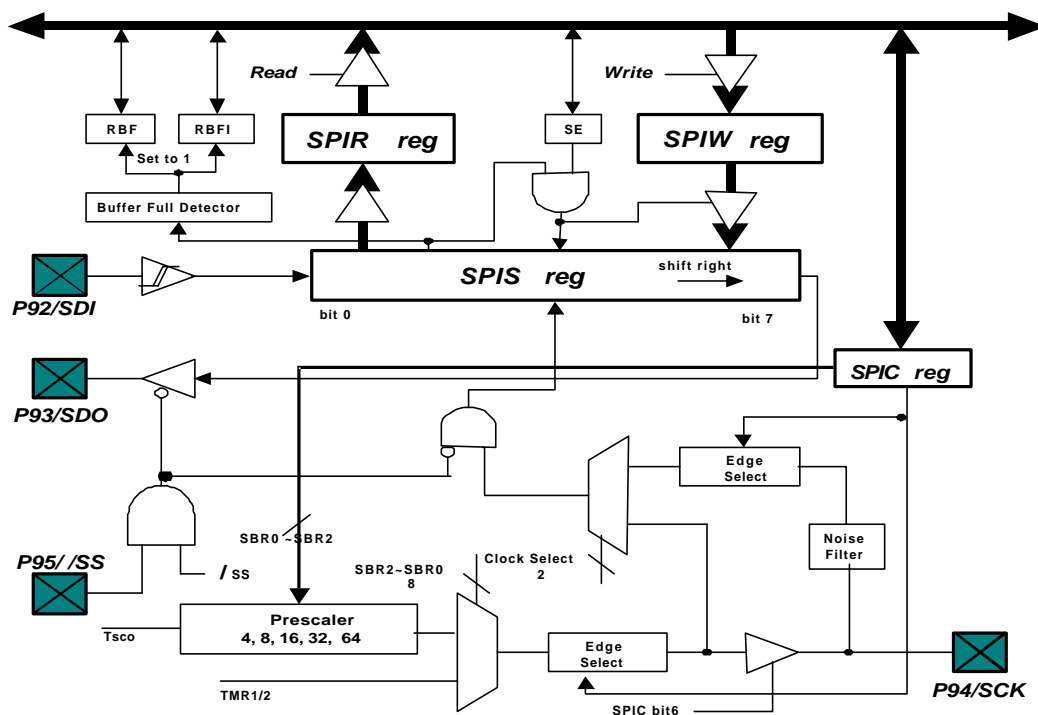 Read
Write
RBF
RBFI
SPIR reg
SE
SPIW reg
Set to 1
Buffer Full Detector
SPIS reg
shift right
P92/SDI
bit 0
bit 7
SPIC reg
P93/SDO
Edge
Select
SBR0 ~SBR2
Noise
Filter
P95/ /SS
/ SS
SBR2~SBR0
8
Clock Select
2
Prescaler
4, 8, 16, 32, 64
Tsco
Edge
Select
TMR1/2
P94/SCK
SPIC bit6